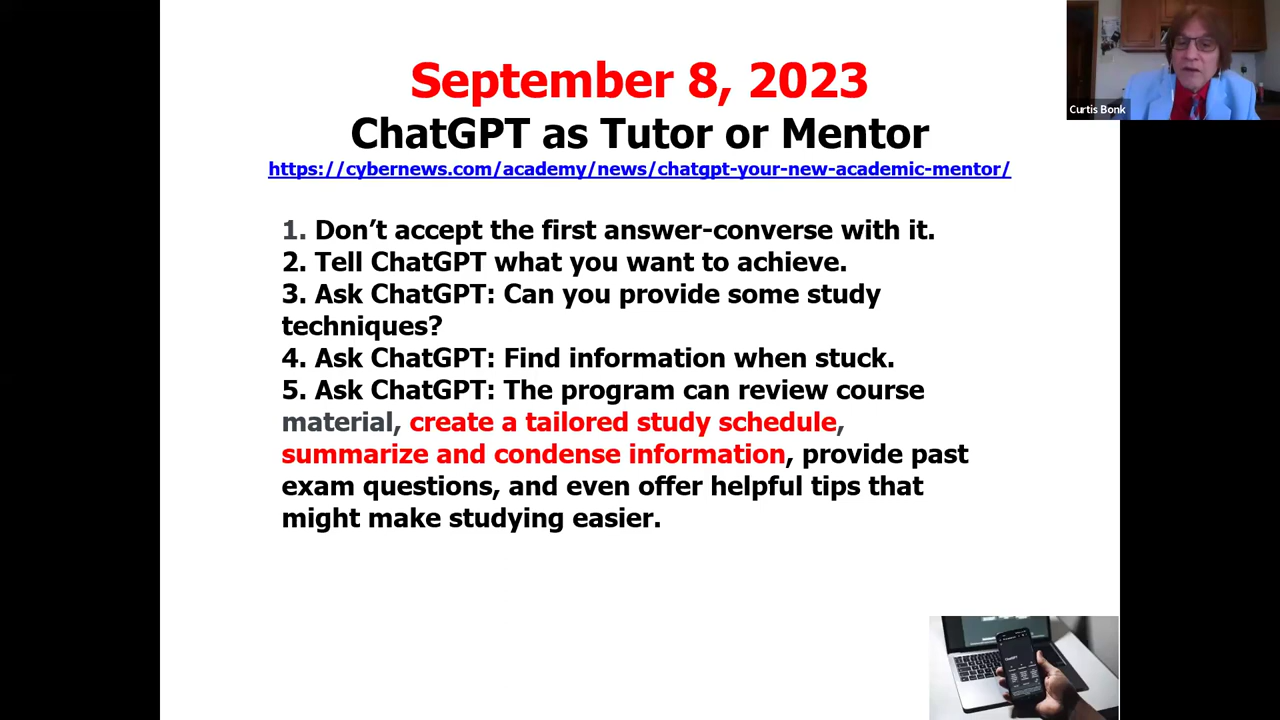 September 8, 2023
ChatGPT as Tutor or Mentor
https://cybernews.com/academy/news/chatgpt-your-new-academic-mentor/
1. Don’t accept the first answer-converse with it.
2. Tell ChatGPT what you want to achieve.
3. Ask ChatGPT: Can you provide some study
techniques?
4. Ask ChatGPT: Find information when stuck.
5. Ask ChatGPT: The program can review course
material, create a tailored study schedule,
summarize and condense information, provide past
exam questions, and even offer helpful tips that
might make studying easier.
Curtis Bonk
ChatGPT